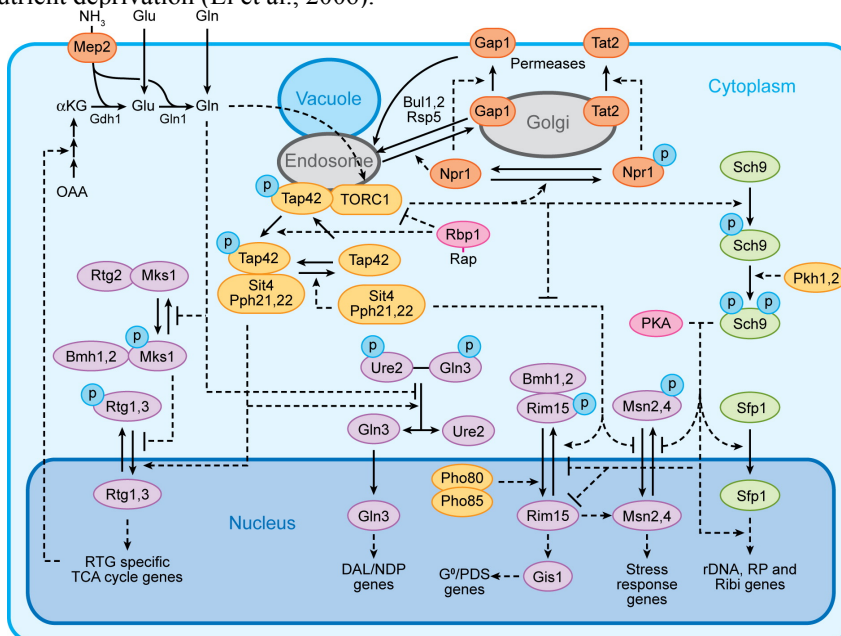 nutrient deprivation (Li et al., 2006).
NH3 Glu Gln
Mep2
Gap1 Tat2
Permeases
Cytoplasm
Vacuole
Bul1,2
Rsp5
αKG Glu Gln
Gdh1 Gln1
Gap1 Tat2
Golgi
Endosome
Npr1 Npr1 p
Sch9
OAA
p Tap42 TORC1
Rbp1
Rap
p Sch9
p Tap42 Tap42
Sit4
Pph21,22
Sit4
Pph21,22
Rtg2 Mks1
Pkh1,2
p p
PKA Sch9
p
Bmh1,2 Mks1
p p
Ure2 Gln3
Bmh1,2
Rim15 p
p
Msn2,4
Sfp1
p
Rtg1,3
Gln3 Ure2
Pho80
Pho85
Rtg1,3
Nucleus
Gln3
Rim15 Msn2,4
Sfp1
RTG specific
TCA cycle genes
DAL/NDP
genes
G0/PDS
genes
Gis1
Stress
response
genes
rDNA, RP and
Ribi genes